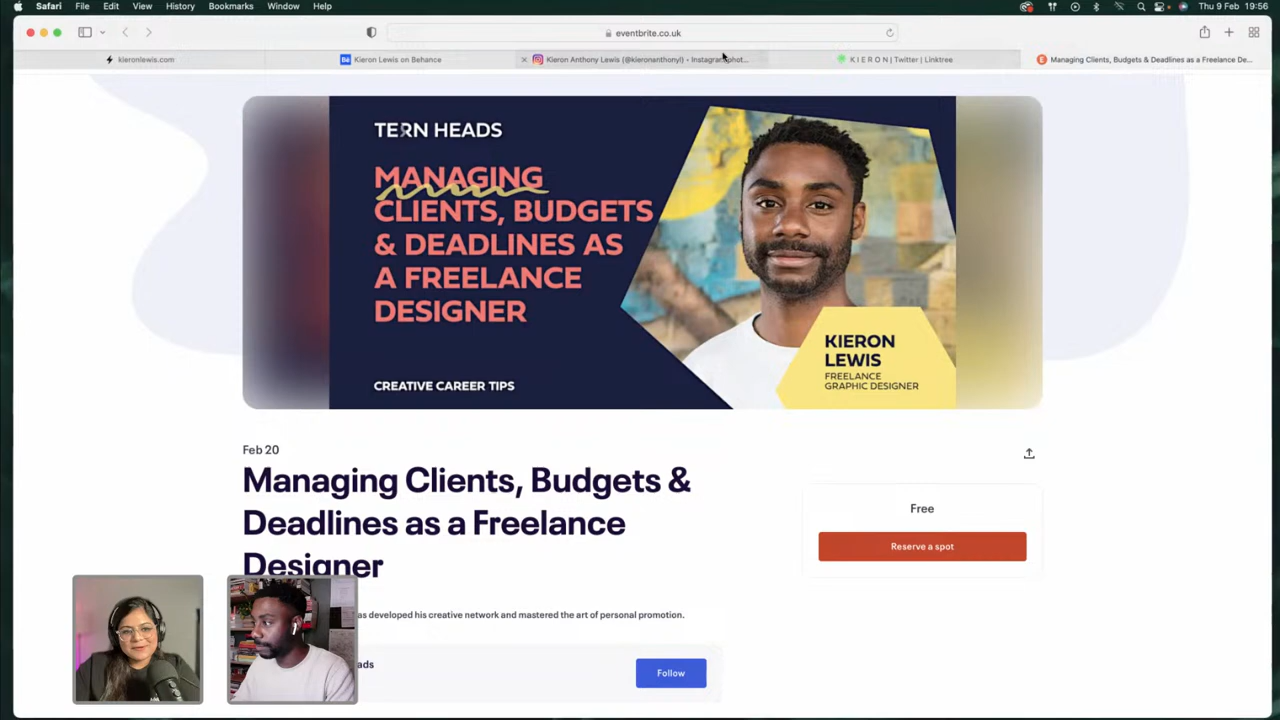 Safari File Edit View History Bookmarks Window Help
Thu 9 Feb 19:56
eventbrite.co.uk
kieronlewis.com
Kieron Lewis on Behance
Kieron Anthony Lewis (@kieronanthonyl) • Instagram phot...
K I E R O N | Twitter | Linktree
Managing Clients, Budgets & Deadlines as a Freelance De...
TERN HEADS
MANAGING
CLIENTS, BUDGETS
& DEADLINES AS
A FREELANCE
DESIGNER
CREATIVE CAREER TIPS
KIERON
LEWIS
FREELANCE
GRAPHIC DESIGNER
Feb 20
Managing Clients, Budgets &
Deadlines as a Freelance
Designer
Free
Reserve a spot
as developed his creative network and mastered the art of personal promotion.
ads
Follow